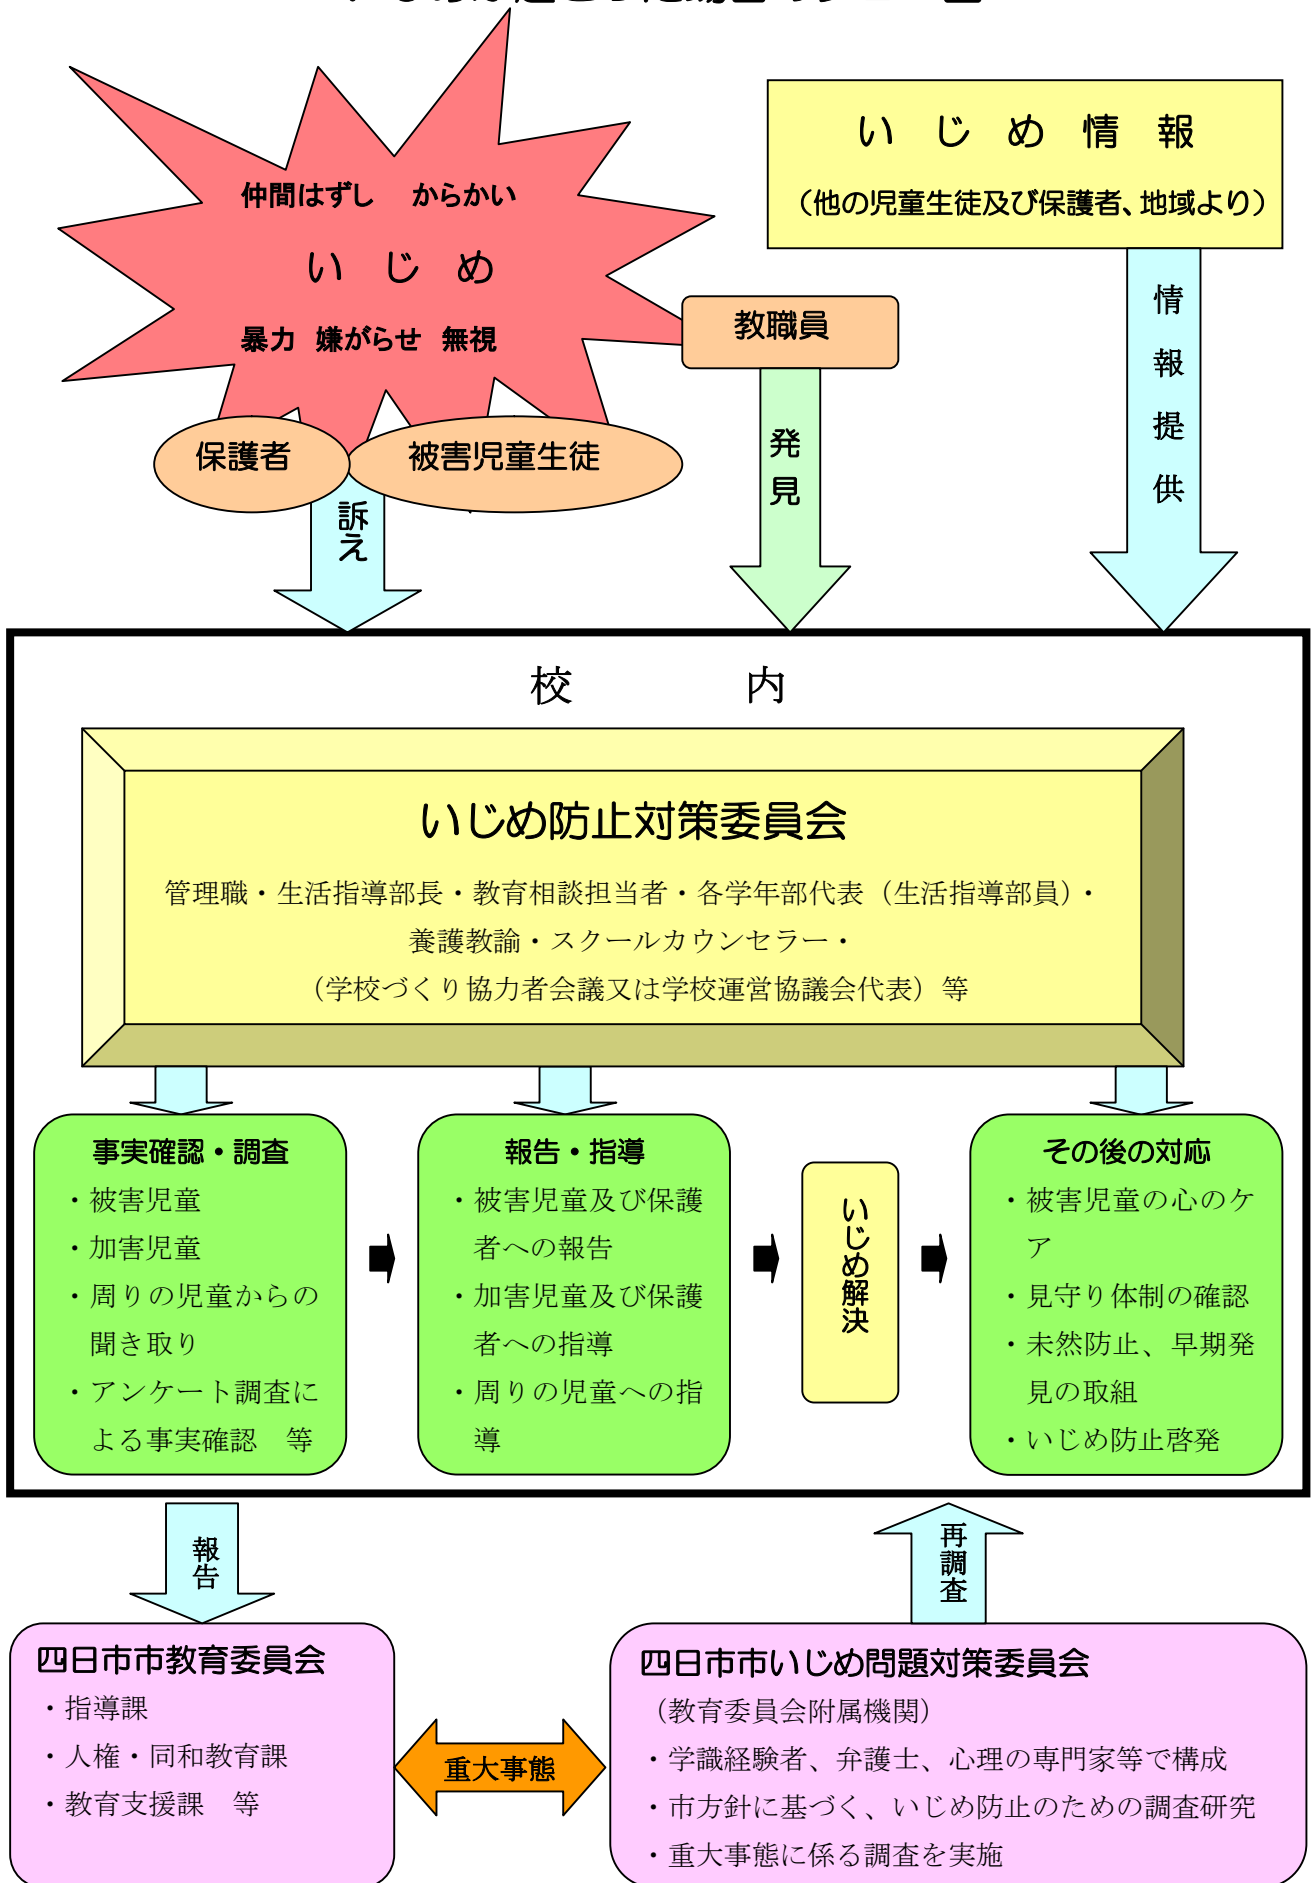 仲間はずし　からかい
い　じ　め
暴力　嫌がらせ　無視
い　じ　め　情　報
（他の児童生徒及び保護者、地域より）
教職員
保護者
被害児童生徒
訴え
発見
情報提供
校　　　　内
いじめ防止対策委員会
管理職・生活指導部長・教育相談担当者・各学年部代表（生活指導部員）・
養護教諭・スクールカウンセラー・
（学校づくり協力者会議又は学校運営協議会代表）等
事実確認・調査
・被害児童
・加害児童
・周りの児童からの
聞き取り
・アンケート調査に
よる事実確認　等
報告・指導
・被害児童及び保護
者への報告
・加害児童及び保護
者への指導
・周りの児童への指
導
いじめ解決
その後の対応
・被害児童の心のケ
ア
・見守り体制の確認
・未然防止、早期発
見の取組
・いじめ防止啓発
報告
再調査
四日市市教育委員会
・指導課
・人権・同和教育課
・教育支援課　等
重大事態
四日市市いじめ問題対策委員会
（教育委員会附属機関）
・学識経験者、弁護士、心理の専門家等で構成
・市方針に基づく、いじめ防止のための調査研究
・重大事態に係る調査を実施